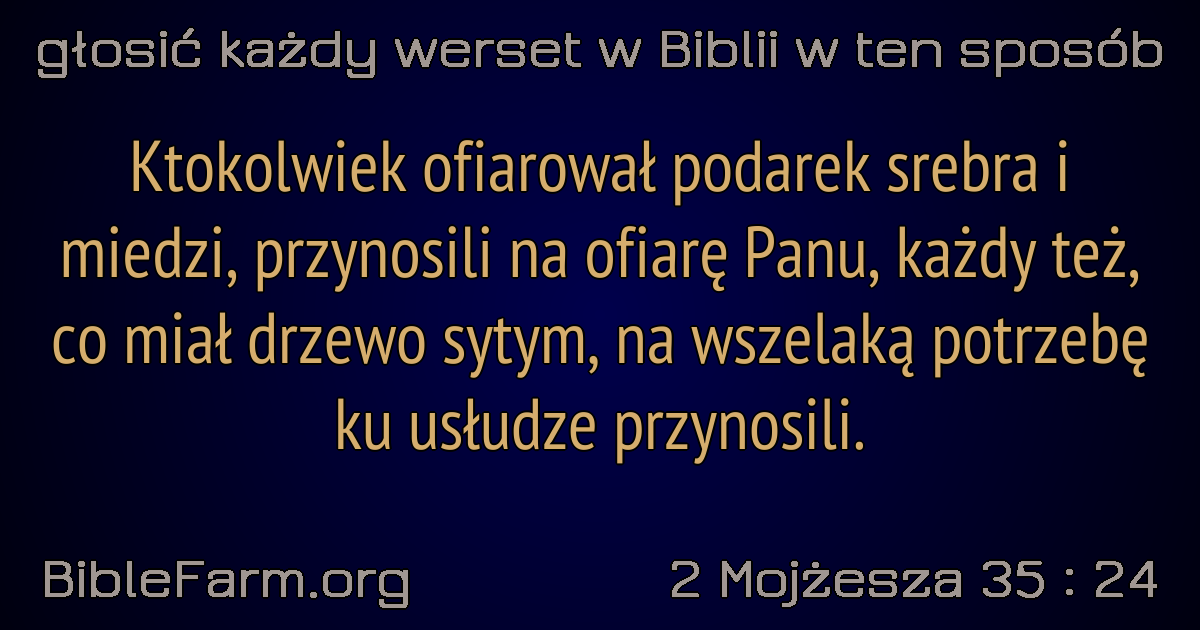 głosić każdy werset w Biblii w ten sposób
Ktokolwiek ofiarował podarek srebra i
miedzi, przynosili na ofiarę Panu, każdy też,
co miał drzewo sytym, na wszelaką potrzebę
ku usłudze przynosili.
BibleFarm.org
2 Mojżesza 35 : 24